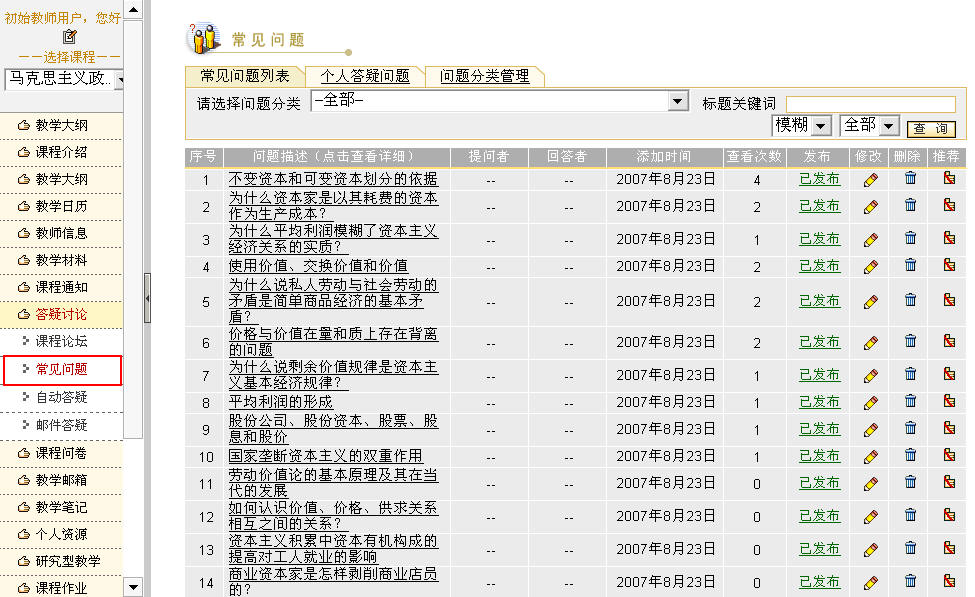 初始教师用户，您好
——选择课程——
马克思主义政..
教学大纲
课程介绍
教学大纲
教学日历
教师信息
教学材料
课程通知
答疑讨论
课程论坛
常见问题
自动答疑
邮件答疑
课程问卷
教学邮箱
教学笔记
个人资源
研究型教学
课程作业
常见问题
常见问题列表 个人答疑问题 问题分类管理
请选择问题分类 --全部-- 标题关键词
模糊 全部 查 询
序号 问题描述（点击查看详细） 提问者 回答者 添加时间 查看次数 发布 修改 删除 推荐
1 不变资本和可变资本划分的依据 -- -- 2007年8月23日 4 已发布
2 为什么资本家是以其耗费的资本
作为生产成本？ -- -- 2007年8月23日 2 已发布
3 为什么平均利润模糊了资本主义
经济关系的实质？ -- -- 2007年8月23日 1 已发布
4 使用价值、交换价值和价值 -- -- 2007年8月23日 2 已发布
5 为什么说私人劳动与社会劳动的
矛盾是简单商品经济的基本矛
盾？ -- -- 2007年8月23日 2 已发布
6 价格与价值在量和质上存在背离
的问题 -- -- 2007年8月23日 2 已发布
7 为什么说剩余价值规律是资本主
义基本经济规律？ -- -- 2007年8月23日 1 已发布
8 平均利润的形成 -- -- 2007年8月23日 1 已发布
9 股份公司、股份资本、股票、股
息和股价 -- -- 2007年8月23日 1 已发布
10 国家垄断资本主义的双重作用 -- -- 2007年8月23日 1 已发布
11 劳动价值论的基本原理及其在当
代的发展 -- -- 2007年8月23日 0 已发布
12 如何认识价值、价格、供求关系
相互之间的关系？ -- -- 2007年8月23日 0 已发布
13 资本主义积累中资本有机构成的
提高对工人就业的影响 -- -- 2007年8月23日 0 已发布
14 商业资本家是怎样剥削商业店员
的？ -- -- 2007年8月23日 0 已发布